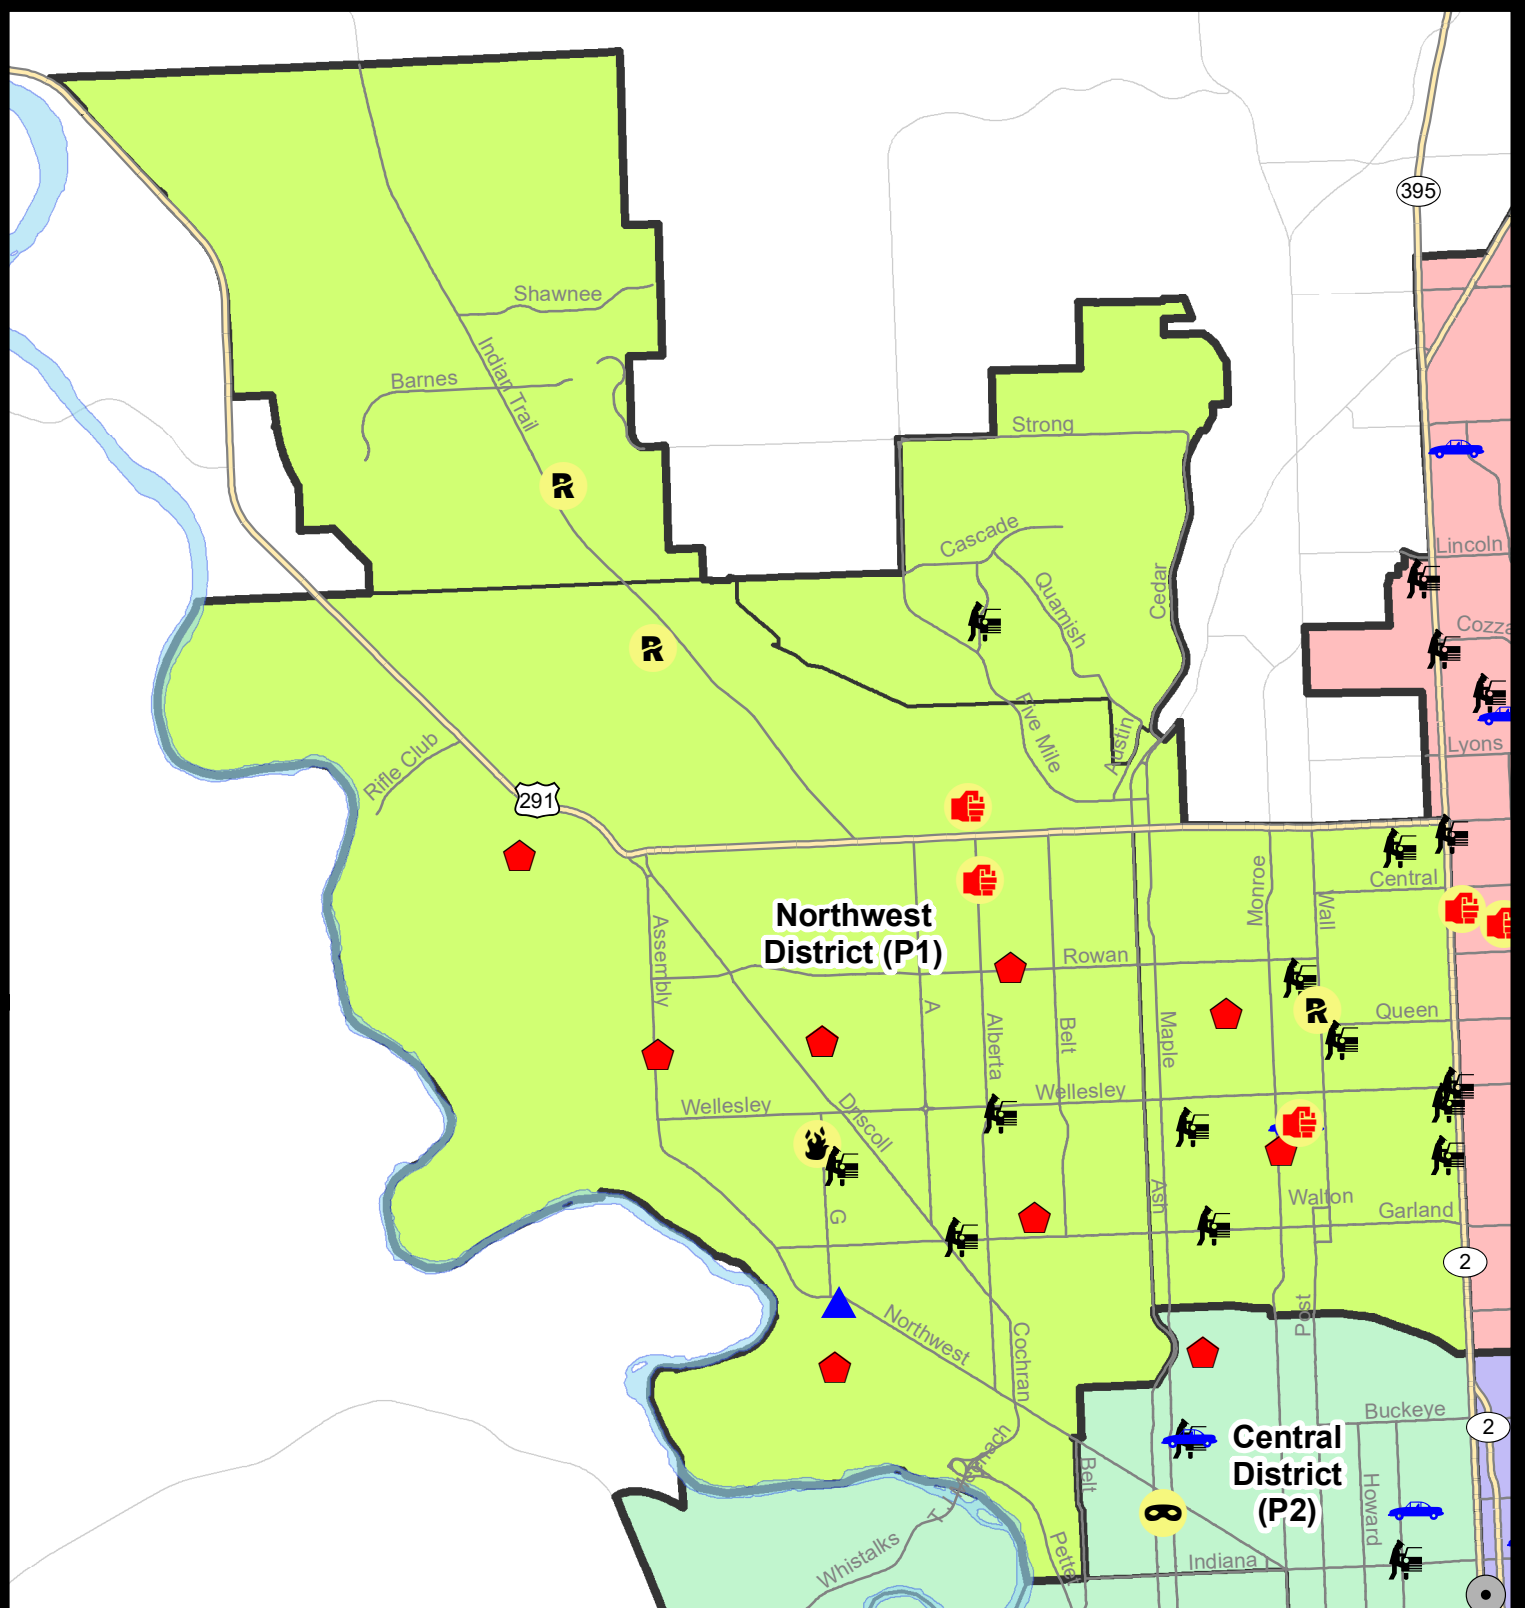 395
Shawnee
Indian Trail
Barnes
Strong
Cascade
Quamish
Cedar
Lincoln
Cozza
Five Mile
Austin
Lyons
Rifle Club
291
Northwest
District (P1)
Central
Monroe
Wall
Assembly
Rowan
A
Alberta
Belt
Maple
Queen
Wellesley
Wellesley
Driscoll
Ash
G
Walton
Garland
2
Northwest
Cochran
Post
Buckeye
2
Central
District
(P2)
Belt
Howard
Whistalks
Pettet
Indiana